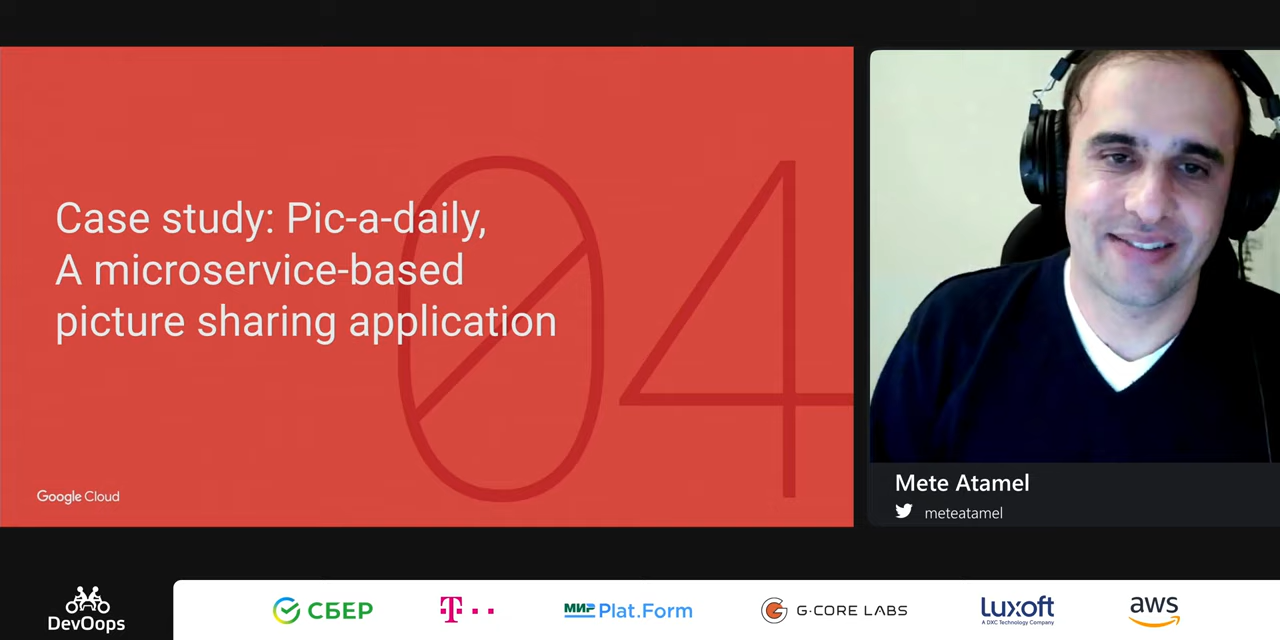 Case study: Pic-a-daily,
A microservice-based
picture sharing application
04
Google Cloud
Mete Atamel
meteatamel
DevOops
СБЕР
T
МИР Plat.Form
G·CORE LABS
Luxoft
A DXC Technology Company
aws